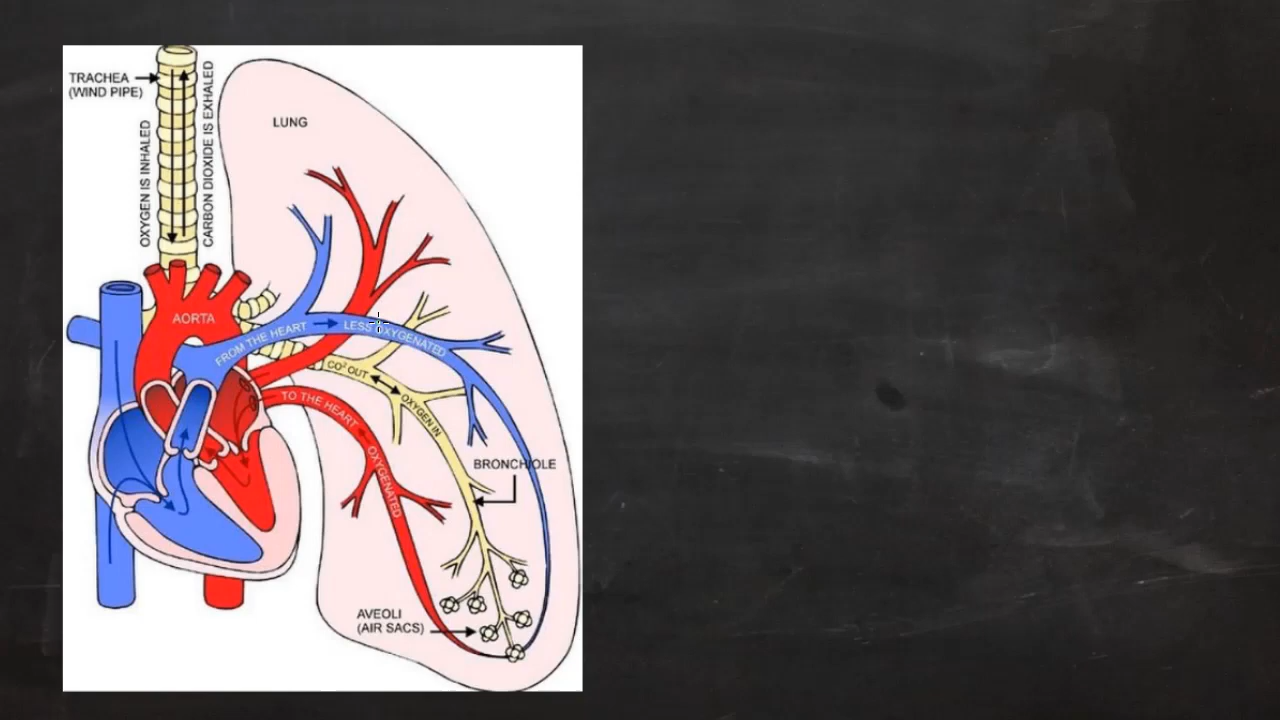 TRACHEA
(WIND PIPE)
OXYGEN IS INHALED
CARBON DIOXIDE IS EXHALED
LUNG
AORTA
FROM THE HEART
LESS OXYGENATED
CO² OUT
OXYGEN IN
TO THE HEART
OXYGENATED
BRONCHIOLE
AVEOLI
(AIR SACS)